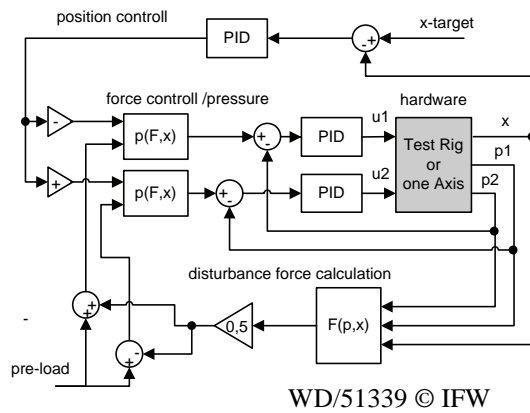 position controll
PID
- +
x-target
force controll /pressure
hardware
-
p(F,x)
+
-
PID
u1
Test Rig
or
one Axis
x
p1
p2
+
p(F,x)
+
-
PID
u2
disturbance force calculation
+
+
0,5
F(p,x)
-
+
-
pre-load
WD/51339 © IFW